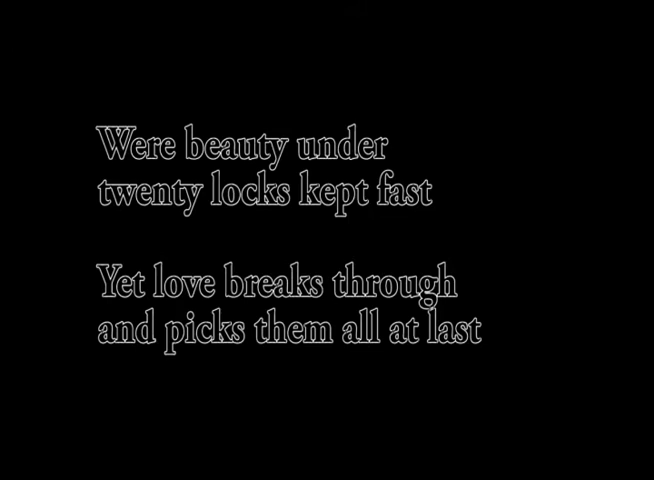 Were beauty under
twenty locks kept fast
Yet love breaks through
and picks them all at last